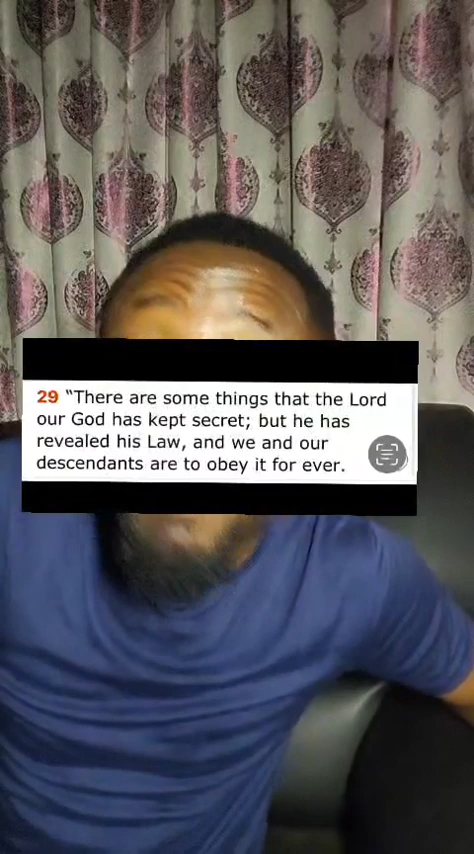 29 “There are some things that the Lord
our God has kept secret; but he has
revealed his Law, and we and our
descendants are to obey it for ever.